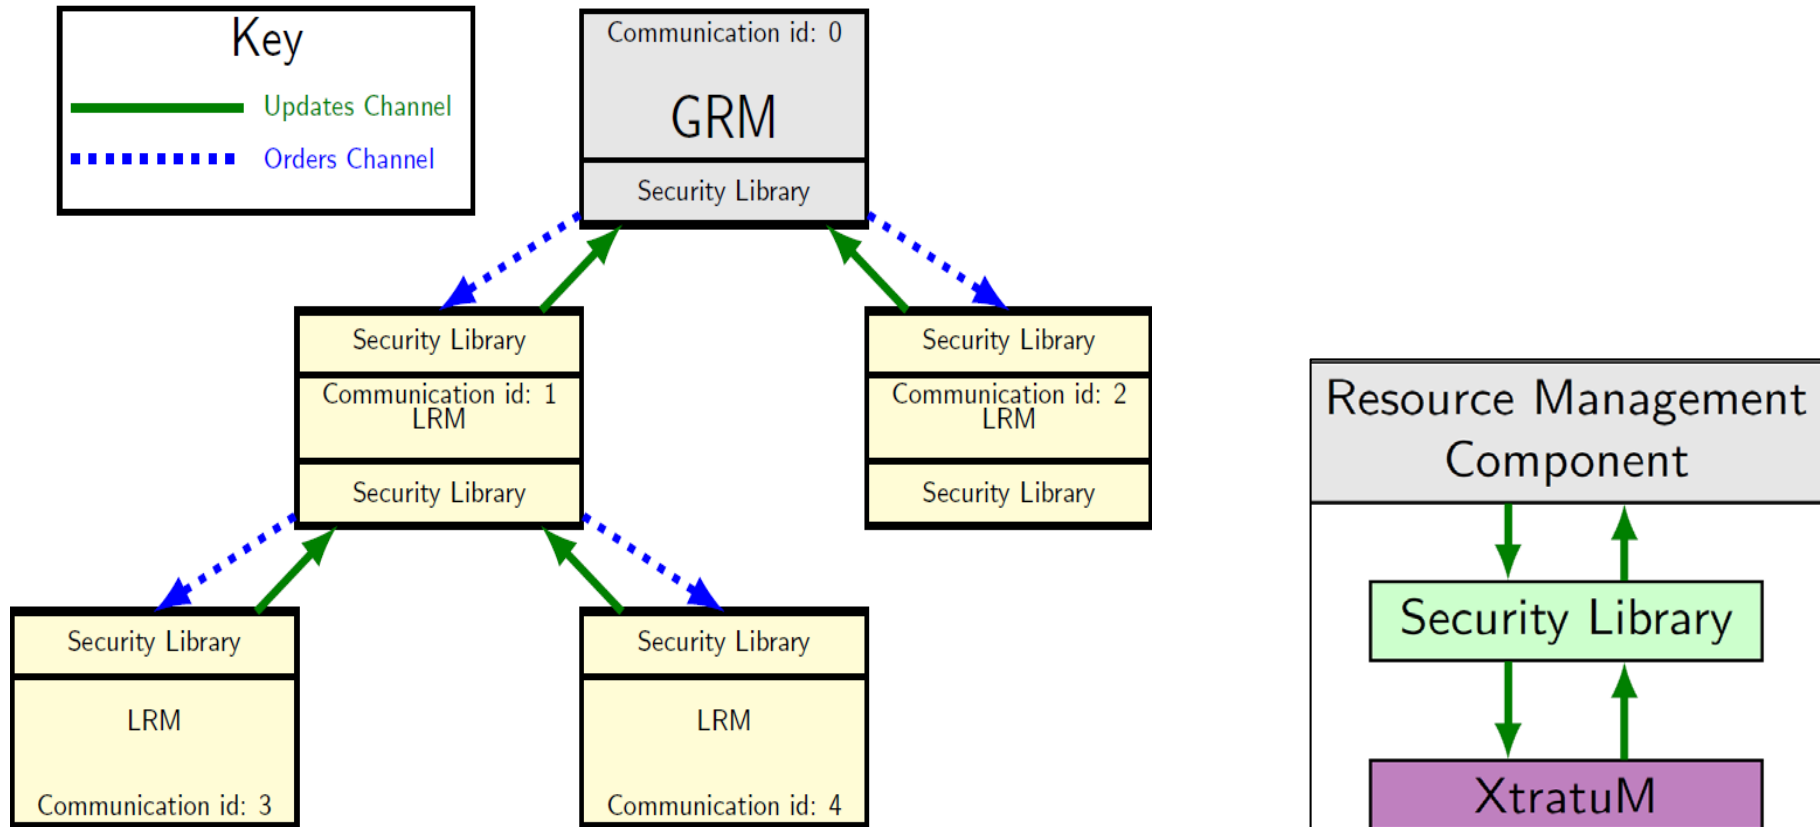 Key
Updates Channel
Orders Channel
Communication id: 0
GRM
Security Library
Security Library
Communication id: 1
LRM
Security Library
Security Library
Communication id: 2
LRM
Security Library
Security Library
LRM
Communication id: 3
Security Library
LRM
Communication id: 4
Resource Management
Component
Security Library
XtratuM